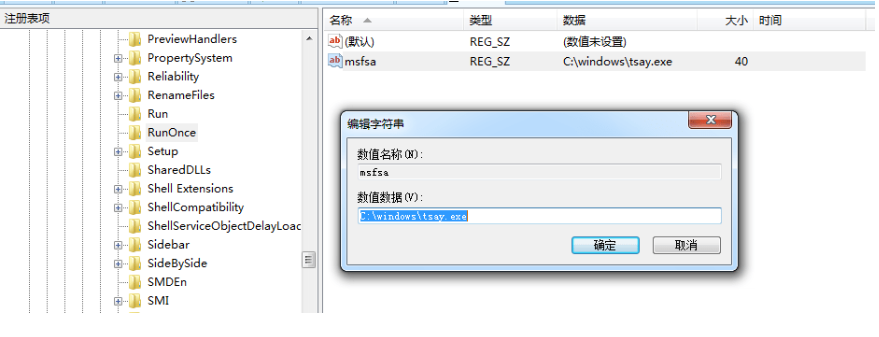 注册表项
名称
类型
数据
大小
时间
PreviewHandlers
PropertySystem
Reliability
RenameFiles
Run
RunOnce
Setup
SharedDLLs
Shell Extensions
ShellCompatibility
ShellServiceObjectDelayLoad
Sidebar
SideBySide
SMDEn
SMI
ab (默认) REG_SZ (数值未设置)
ab msfsa REG_SZ C:\windows\tsay.exe 40
编辑字符串
数值名称(N):
msfsa
数值数据(V):
C:\windows\tsay.exe
确定
取消